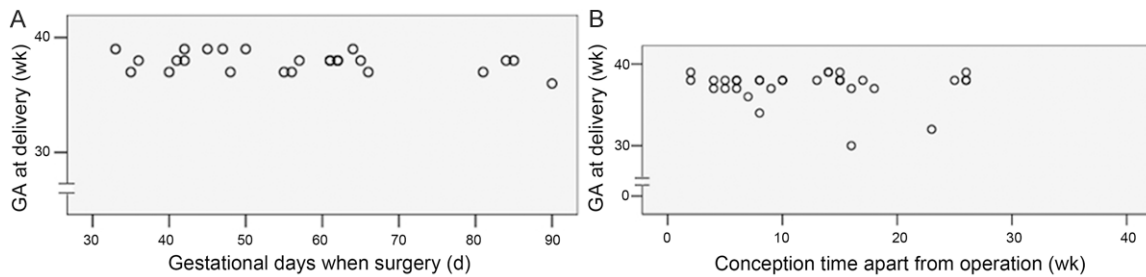 A
GA at delivery (wk)
40
30
30 40 50 60 70 80 90
Gestational days when surgery (d)
B
GA at delivery (wk)
40
30
0
0 10 20 30 40
Conception time apart from operation (wk)